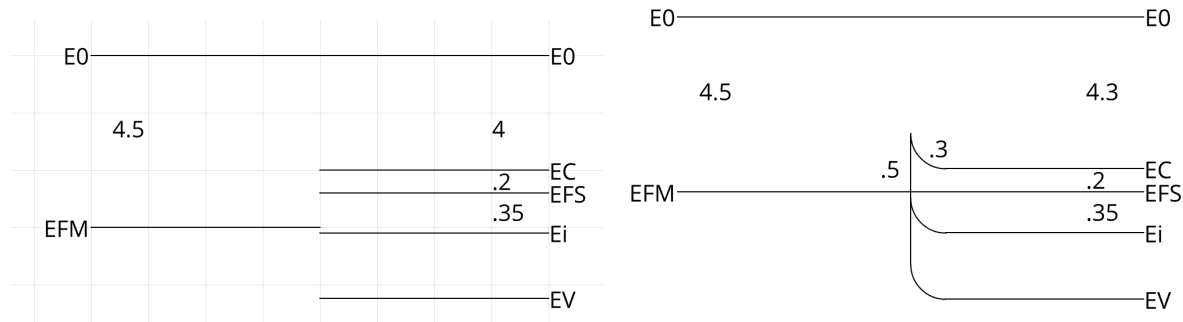 E0 E0
4.5 4
EC
.2
EFS
.35
EFM
Ei
EV
E0 E0
4.5 4.3
.3
.5
EC
.2
EFM EFS
.35
Ei
EV